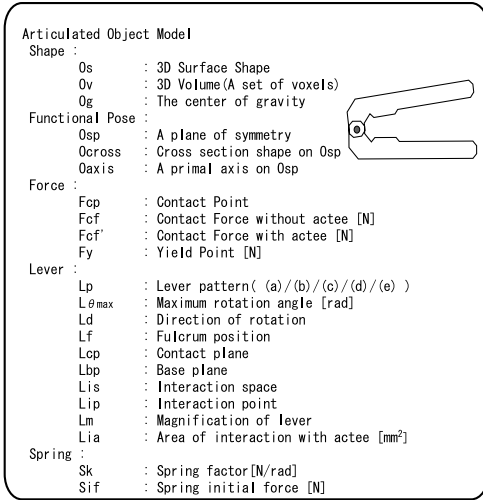 Articulated Object Model
Shape :
Os : 3D Surface Shape
Ov : 3D Volume(A set of voxels)
Og : The center of gravity
Functional Pose :
Osp : A plane of symmetry
Ocross : Cross section shape on Osp
Oaxis : A primal axis on Osp
Force :
Fcp : Contact Point
Fcf : Contact Force without actee [N]
Fcf' : Contact Force with actee [N]
Fy : Yield Point [N]
Lever :
Lp : Lever pattern( (a)/(b)/(c)/(d)/(e) )
Lθmax : Maximum rotation angle [rad]
Ld : Direction of rotation
Lf : Fulcrum position
Lcp : Contact plane
Lbp : Base plane
Lis : Interaction space
Lip : Interaction point
Lm : Magnification of lever
Lia : Area of interaction with actee [mm²]
Spring :
Sk : Spring factor[N/rad]
Sif : Spring initial force [N]